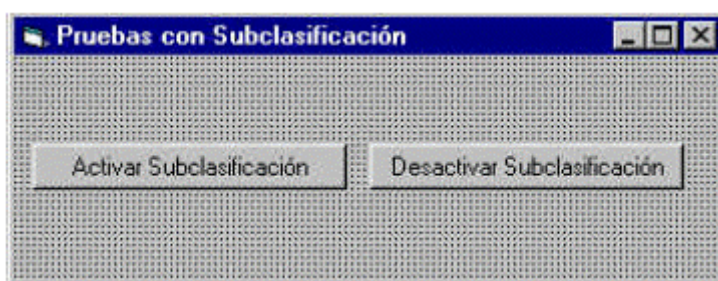 Pruebas con Subclasificación
Activar Subclasificación
Desactivar Subclasificación